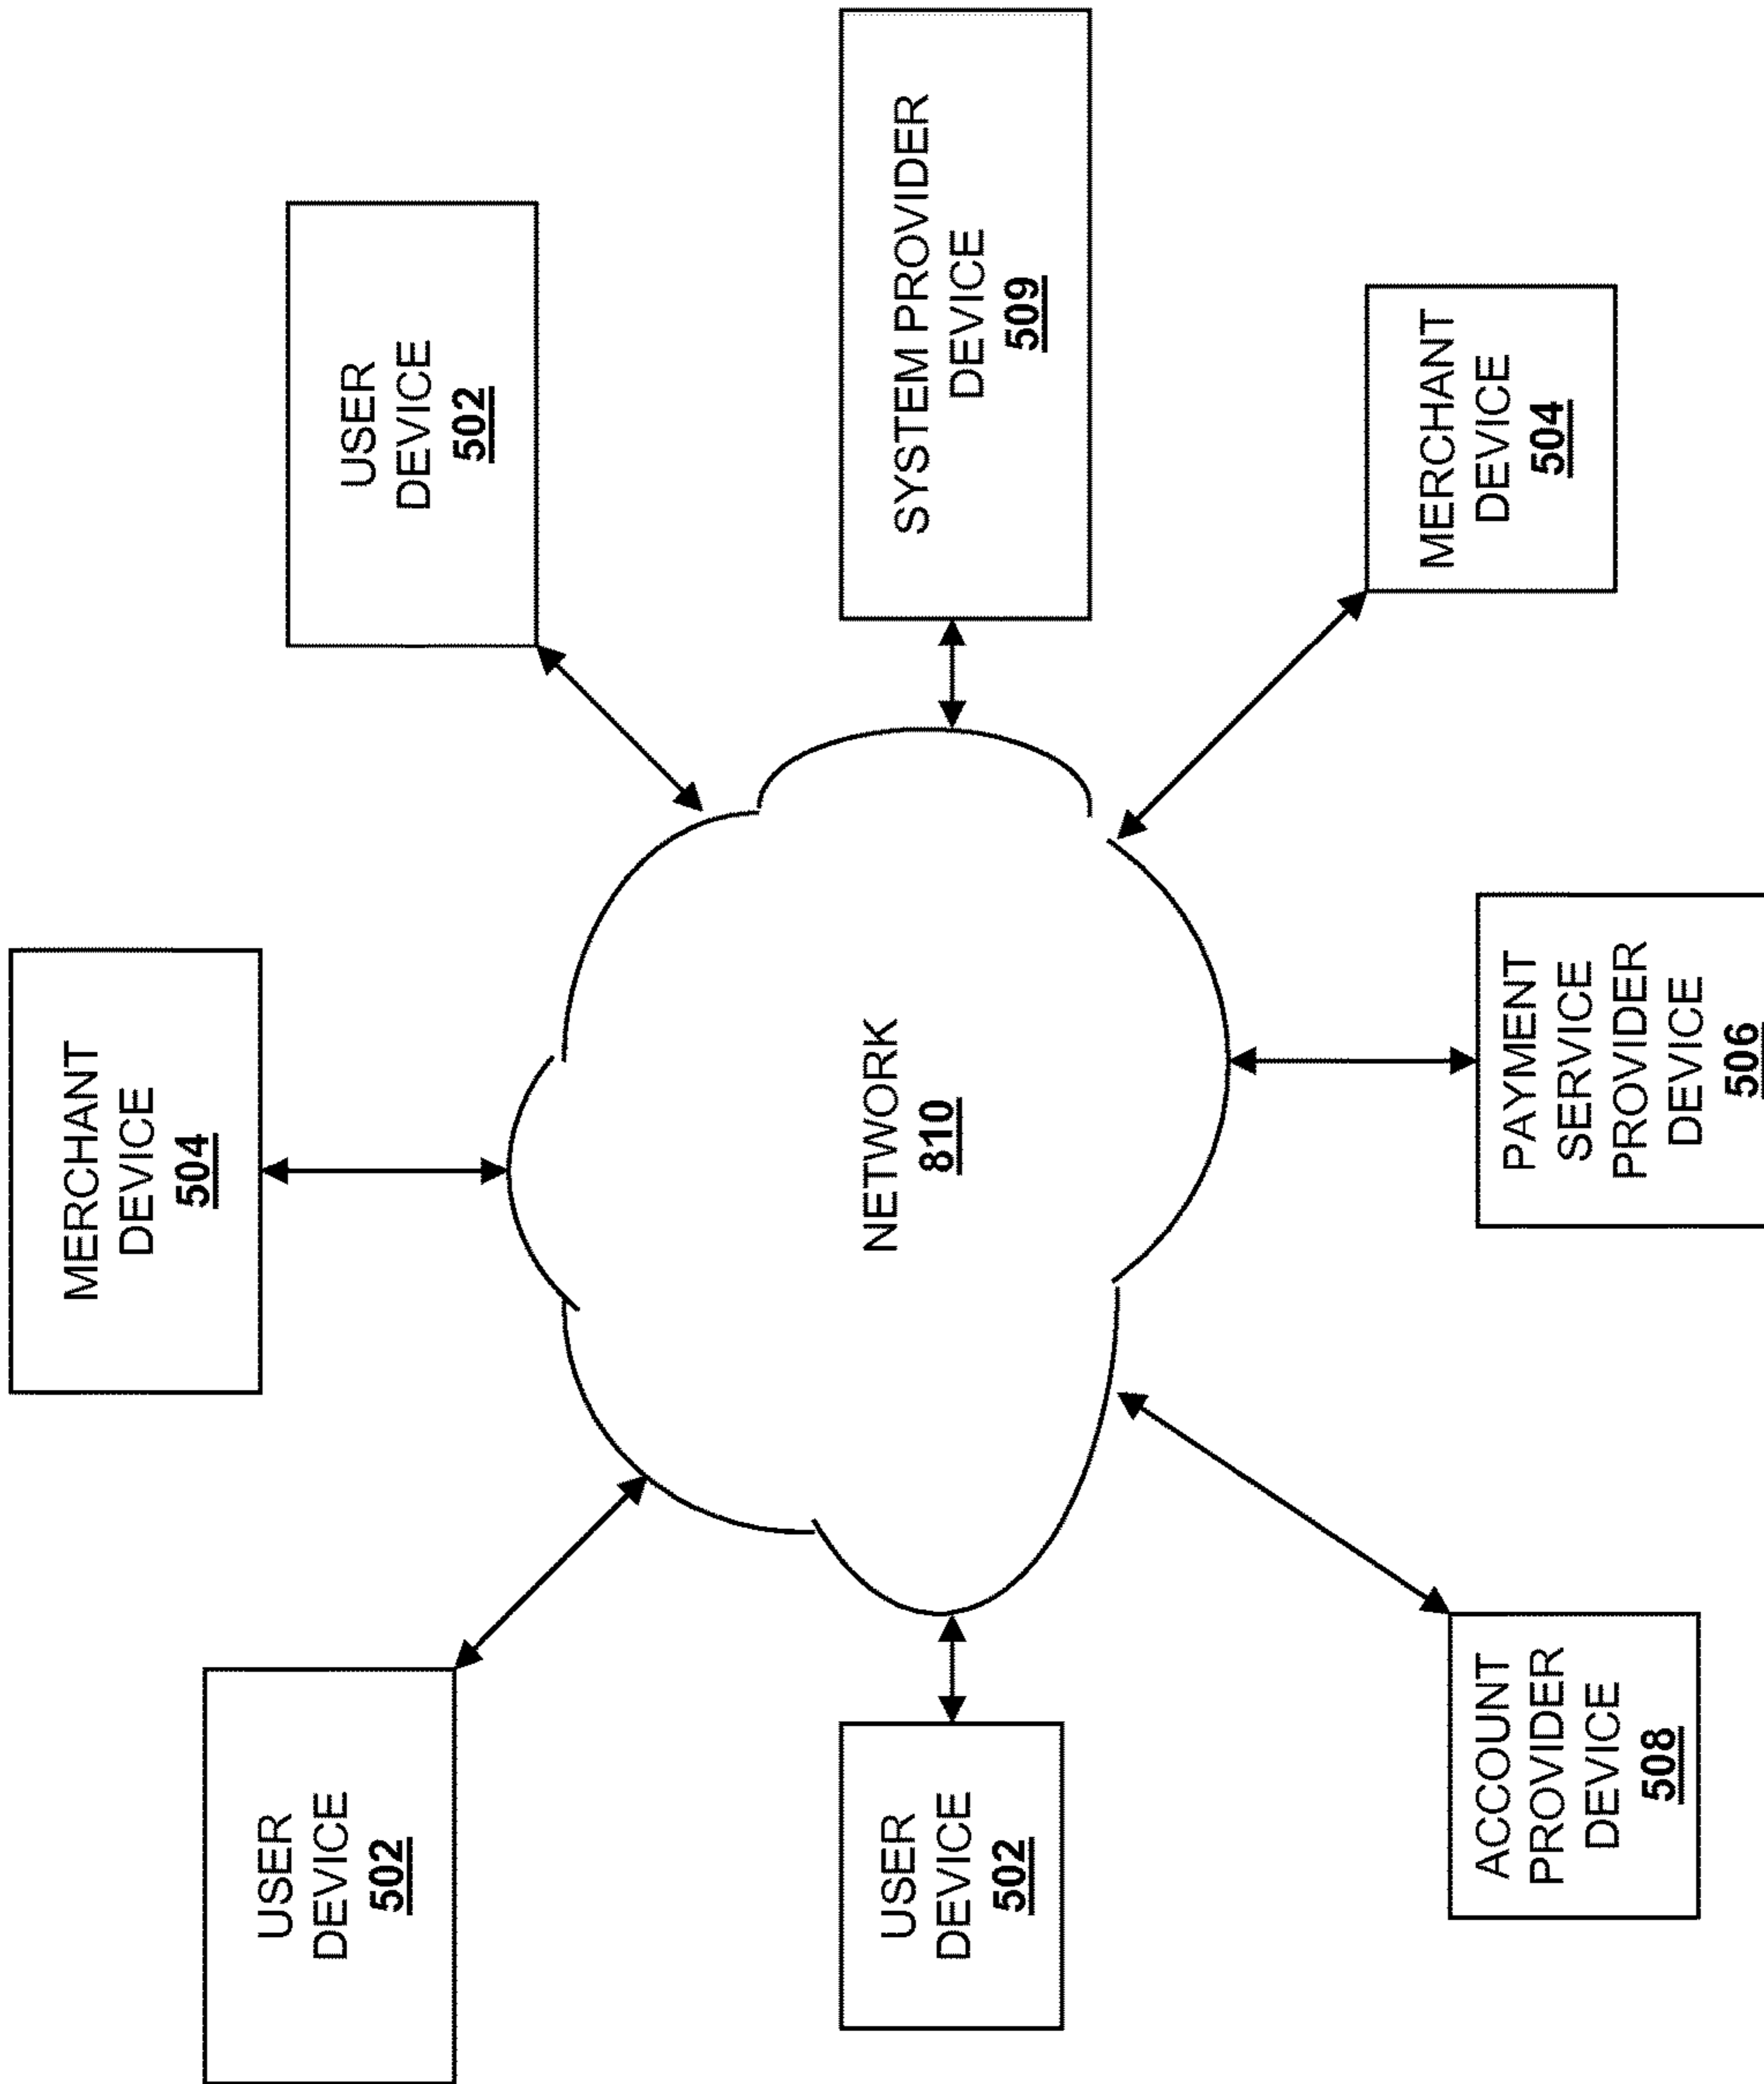 USER
DEVICE
502
MERCHANT
DEVICE
504
USER
DEVICE
502
USER
DEVICE
502
NETWORK
810
SYSTEM PROVIDER
DEVICE
509
ACCOUNT
PROVIDER
DEVICE
508
PAYMENT
SERVICE
PROVIDER
DEVICE
506
MERCHANT
DEVICE
504